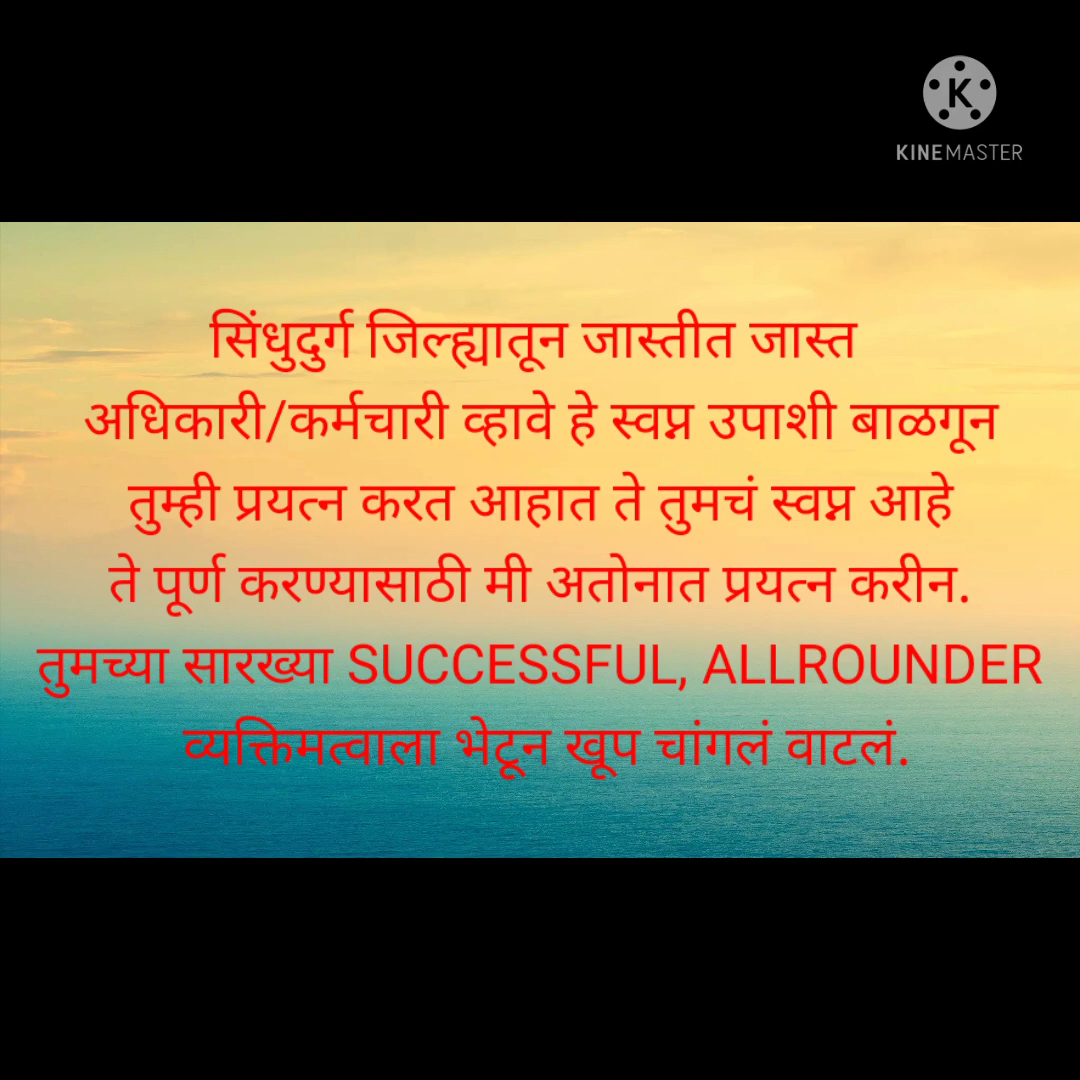 KINEMASTER
सिंधुदुर्ग जिल्ह्यातून जास्तीत जास्त
अधिकारी/कर्मचारी व्हावे हे स्वप्न उपाशी बाळगून
तुम्ही प्रयत्न करत आहात ते तुमचं स्वप्न आहे
ते पूर्ण करण्यासाठी मी अतोनात प्रयत्न करीन.
तुमच्या सारख्या SUCCESSFUL, ALLROUNDER
व्यक्तिमत्वाला भेटून खूप चांगलं वाटलं.